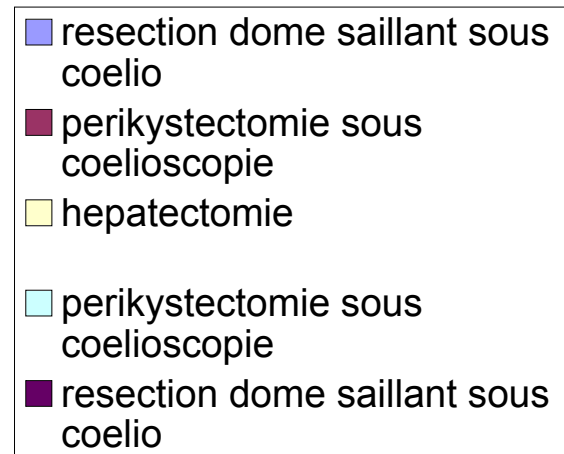 resection dome saillant sous
coelio
perikystectomie sous
coelioscopie
hepatectomie
perikystectomie sous
coelioscopie
resection dome saillant sous
coelio